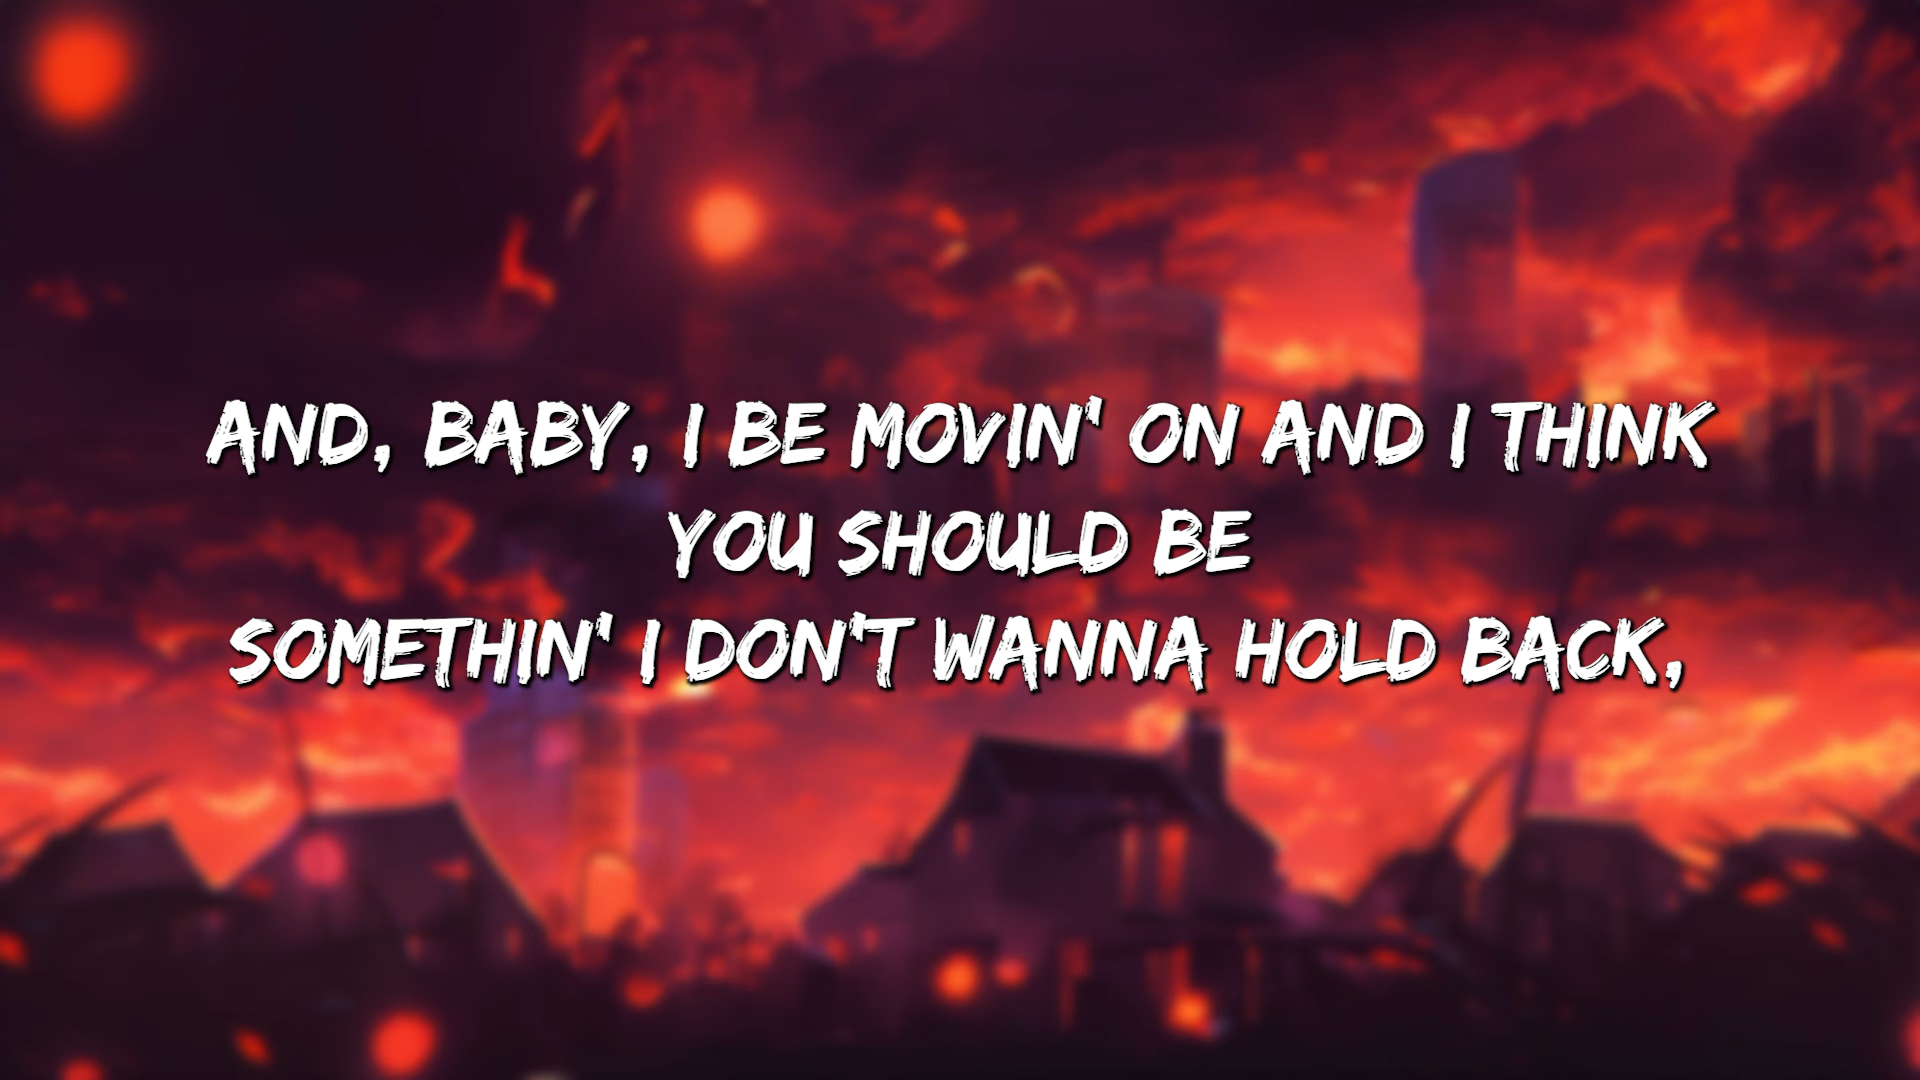 AND, BABY, I BE MOVIN' ON AND I THINK
YOU SHOULD BE
SOMETHIN' I DON'T WANNA HOLD BACK,